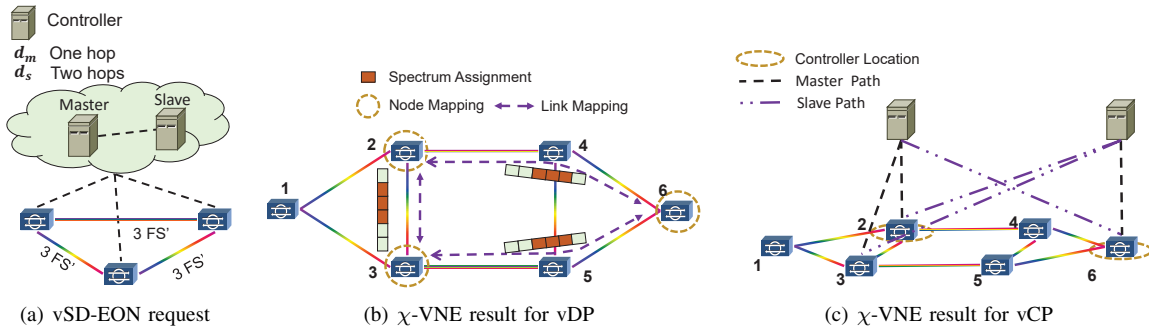 Controller
dm One hop
ds Two hops
Master
Slave
3 FS'
3 FS'
3 FS'
(a) vSD-EON request
Spectrum Assignment
Node Mapping
Link Mapping
1
2
3
4
5
6
(b) χ-VNE result for vDP
Controller Location
Master Path
Slave Path
1
2
3
4
5
6
(c) χ-VNE result for vCP